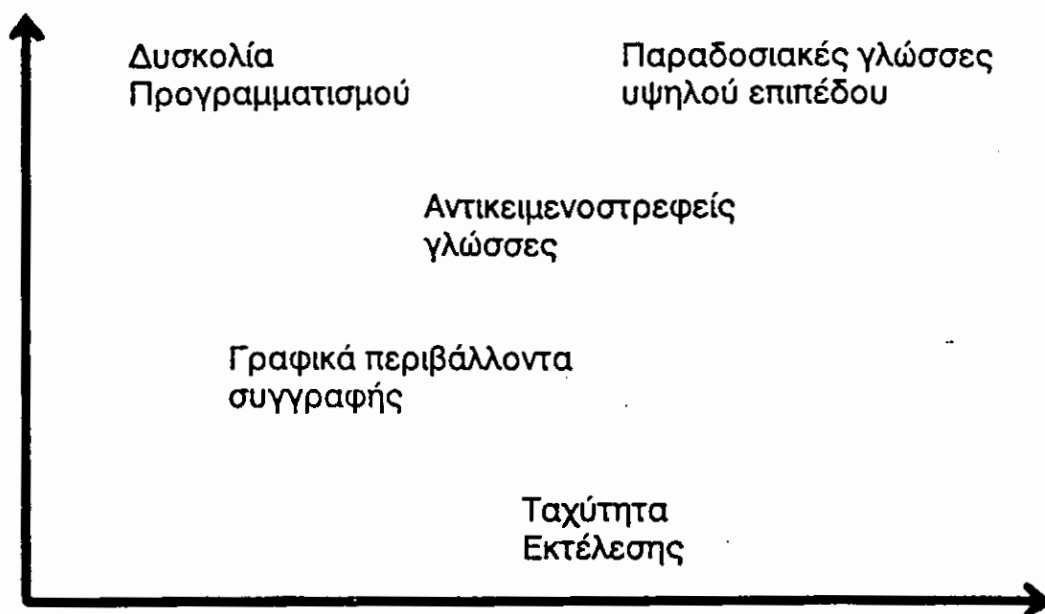 Δυσκολία
Προγραμματισμού
Παραδοσιακές γλώσσες
υψηλού επιπέδου
Αντικειμενοστρεφείς
γλώσσες
Γραφικά περιβάλλοντα
συγγραφής
Ταχύτητα
Εκτέλεσης